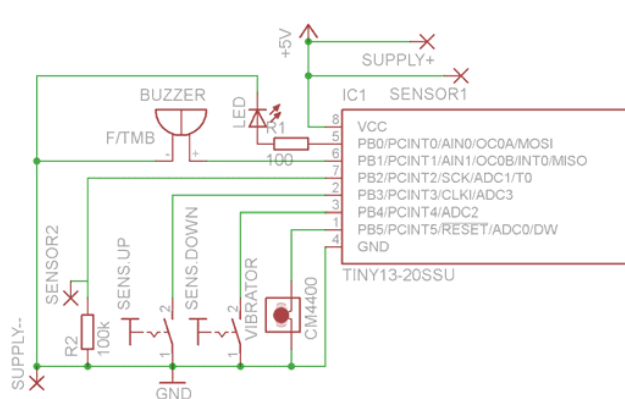 +5V
SUPPLY+
SENSOR1
IC1
BUZZER
F/TMB
- +
LED
R1
100
8 VCC
5 PB0/PCINT0/AIN0/OC0A/MOSI
6 PB1/PCINT1/AIN1/OC0B/INT0/MISO
7 PB2/PCINT2/SCK/ADC1/T0
2 PB3/PCINT3/CLKI/ADC3
3 PB4/PCINT4/ADC2
1 PB5/PCINT5/RESET/ADC0/DW
4 GND
TINY13-20SSU
SENSOR2
SENS.UP
SENS.DOWN
VIBRATOR
CM4400
R2
100k
2
1
2
1
SUPPLY--
GND